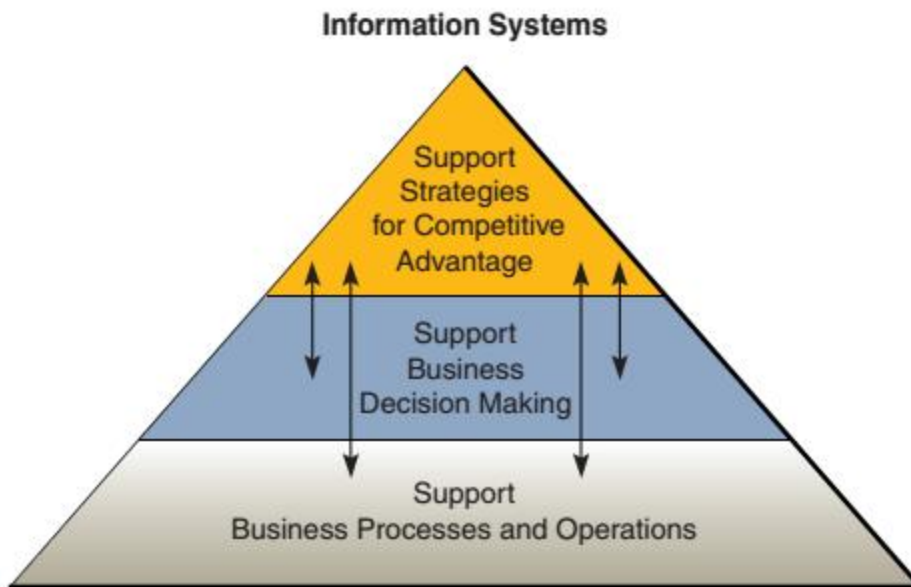 Information Systems
Support
Strategies
for Competitive
Advantage
Support
Business
Decision Making
Support
Business Processes and Operations